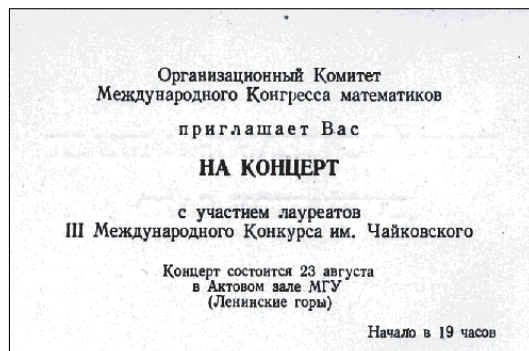 Организационный Комитет
Международного Конгресса математиков
приглашает Вас
НА КОНЦЕРТ
с участием лауреатов
III Международного Конкурса им. Чайковского
Концерт состоится 23 августа
в Актовом зале МГУ
(Ленинские горы)
Начало в 19 часов